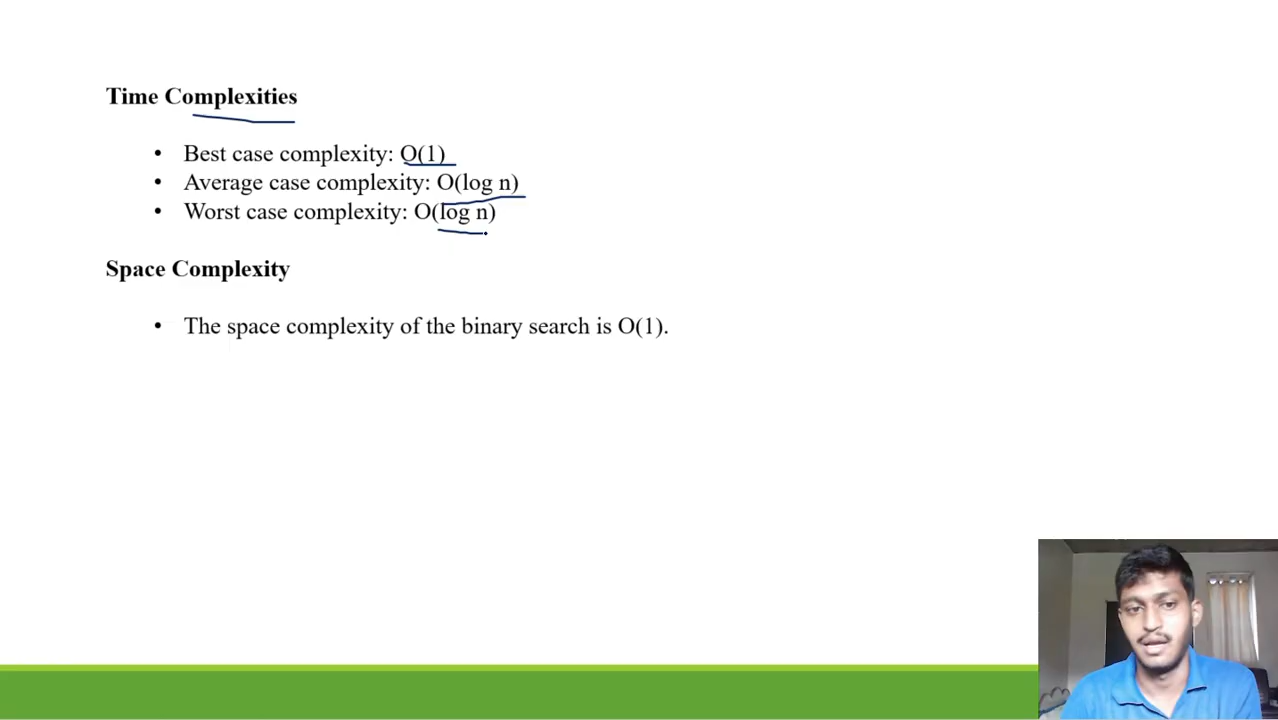 Time Complexities
• Best case complexity: O(1)
• Average case complexity: O(log n)
• Worst case complexity: O(log n)
Space Complexity
• The space complexity of the binary search is O(1).